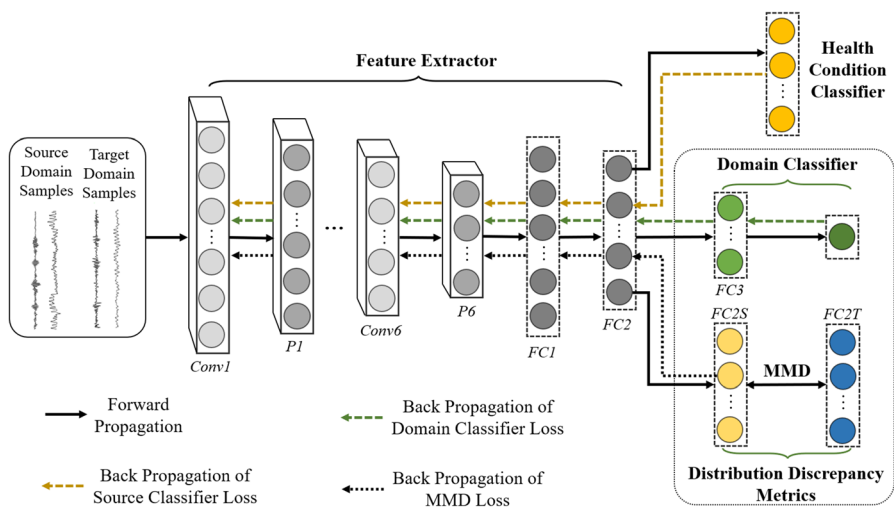 Feature Extractor
Health
Condition
Classifier
Source
Domain
Samples
Target
Domain
Samples
Domain Classifier
Conv1
P1
...
Conv6
P6
FC1
FC2
FC3
FC2S
FC2T
MMD
Distribution Discrepancy
Metrics
Forward
Propagation
Back Propagation of
Domain Classifier Loss
Back Propagation of
Source Classifier Loss
Back Propagation of
MMD Loss